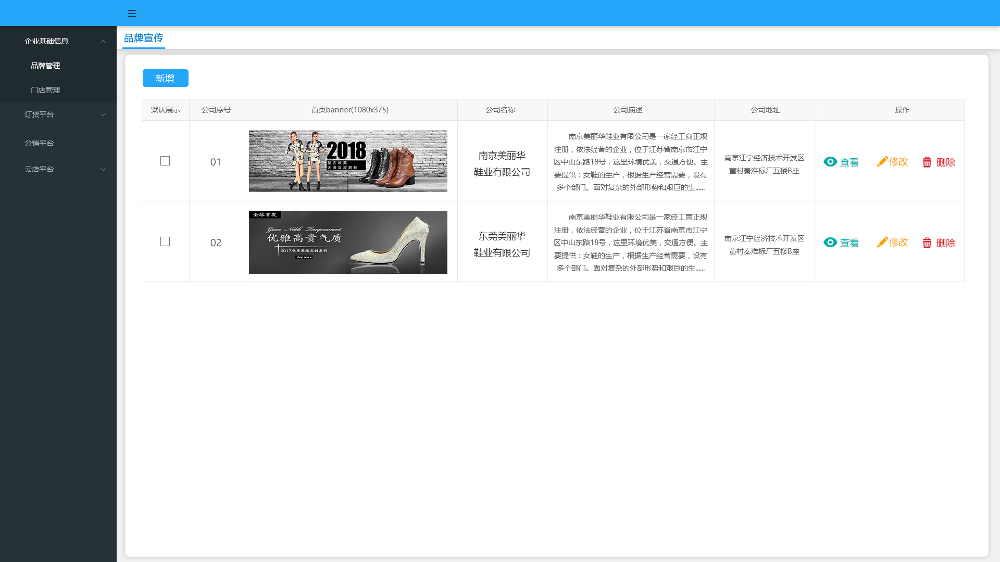 品牌宣传
企业基础信息
品牌管理
门店管理
订货平台
分销平台
云店平台
新增
默认展示
公司序号
首页banner(1080x375)
公司名称
公司描述
公司地址
操作
01
2018
复古欧美
大牌真皮潮靴
南京美丽华
鞋业有限公司
南京美丽华鞋业有限公司是一家经工商正规
注册，依法经营的企业，位于江苏省南京市江宁
区中山东路18号，这里环境优美，交通方便。主
要提供：女鞋的生产，根据生产经营需要，设有
多个部门。面对复杂的外部形势和艰巨的生......
南京江宁经济技术开发区
董村秦淮标厂五楼B座
查看
修改
删除
02
全球首发
Grace Noble Temperament
优雅高贵气质
2017秋季高端定制系列
shop now
东莞美丽华
鞋业有限公司
南京美丽华鞋业有限公司是一家经工商正规
注册，依法经营的企业，位于江苏省南京市江宁
区中山东路18号，这里环境优美，交通方便。主
要提供：女鞋的生产，根据生产经营需要，设有
多个部门。面对复杂的外部形势和艰巨的生......
南京江宁经济技术开发区
董村秦淮标厂五楼B座
查看
修改
删除